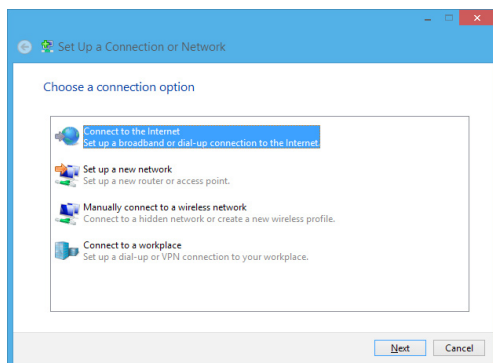 Set Up a Connection or Network
Choose a connection option
Connect to the Internet
Set up a broadband or dial-up connection to the Internet.
Set up a new network
Set up a new router or access point.
Manually connect to a wireless network
Connect to a hidden network or create a new wireless profile.
Connect to a workplace
Set up a dial-up or VPN connection to your workplace.
Next Cancel